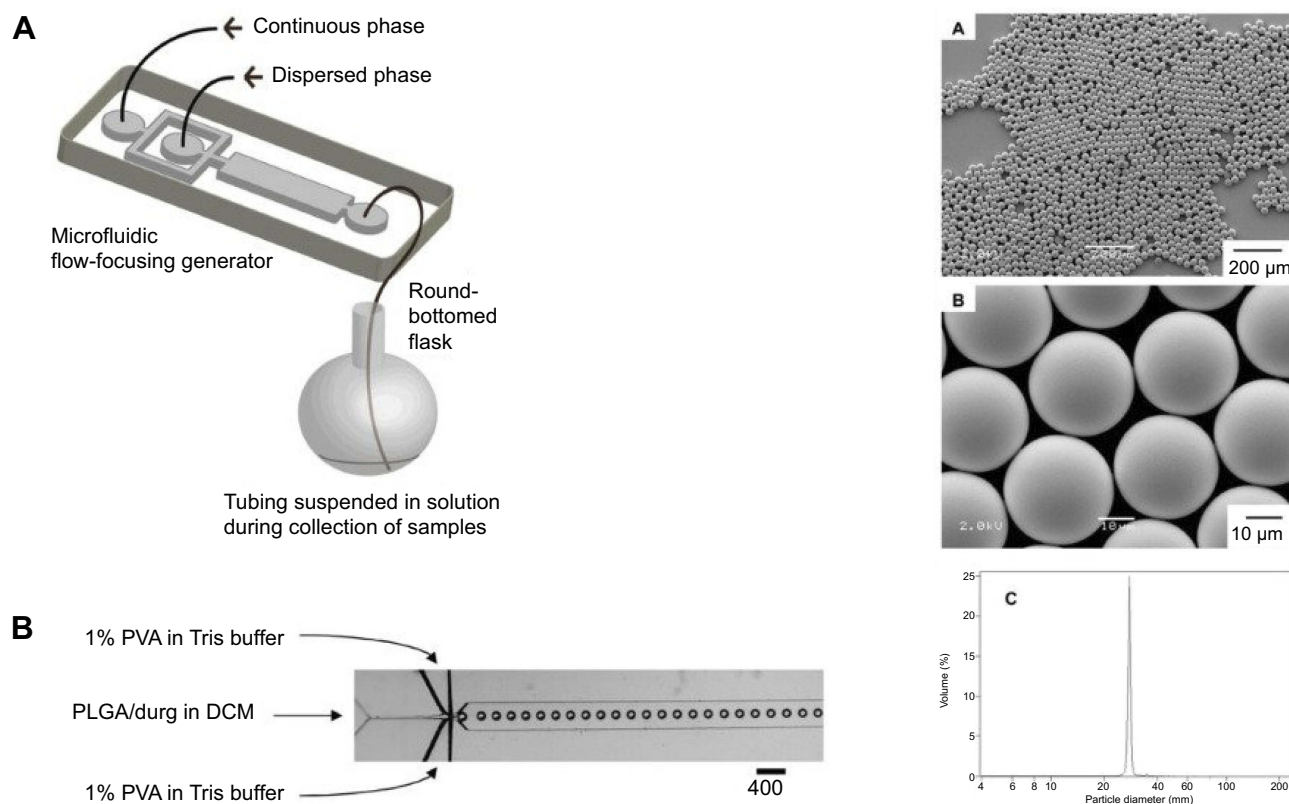 A
Continuous phase
Dispersed phase
Microfluidic
flow-focusing generator
Round-
bottomed
flask
Tubing suspended in solution
during collection of samples
B
1% PVA in Tris buffer
PLGA/durg in DCM
1% PVA in Tris buffer
400
A
200 µm
B
2.0kV
10µm
10 µm
C
Volume (%)
25
20
15
10
5
0
4 6 8 10 20 40 60 100 200
Particle diameter (mm)